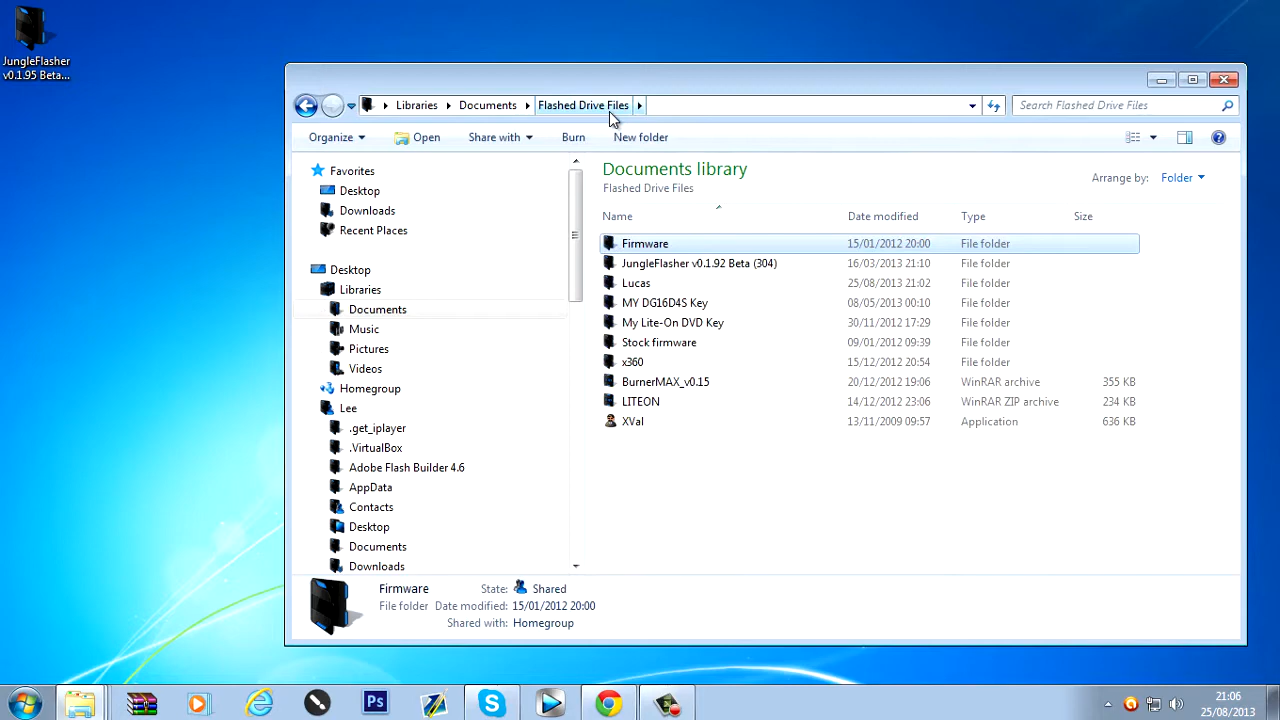 JungleFlasher
v0.1.95 Beta...
Libraries Documents Flashed Drive Files
Search Flashed Drive Files
Organize Open Share with Burn New folder
Favorites
Desktop
Downloads
Recent Places
Desktop
Libraries
Documents
Music
Pictures
Videos
Homegroup
Lee
.get_iplayer
.VirtualBox
Adobe Flash Builder 4.6
AppData
Contacts
Desktop
Documents
Downloads
Documents library
Flashed Drive Files
Arrange by: Folder
Name Date modified Type Size
Firmware 15/01/2012 20:00 File folder
JungleFlasher v0.1.92 Beta (304) 16/03/2013 21:10 File folder
Lucas 25/08/2013 21:02 File folder
MY DG16D4S Key 08/05/2013 00:10 File folder
My Lite-On DVD Key 30/11/2012 17:29 File folder
Stock firmware 09/01/2012 09:39 File folder
x360 15/12/2012 20:54 File folder
BurnerMAX_v0.15 20/12/2012 19:06 WinRAR archive 355 KB
LITEON 14/12/2012 23:06 WinRAR ZIP archive 234 KB
XVal 13/11/2009 09:57 Application 636 KB
Firmware State: Shared
File folder Date modified: 15/01/2012 20:00
Shared with: Homegroup
Ps
21:06
25/08/2013